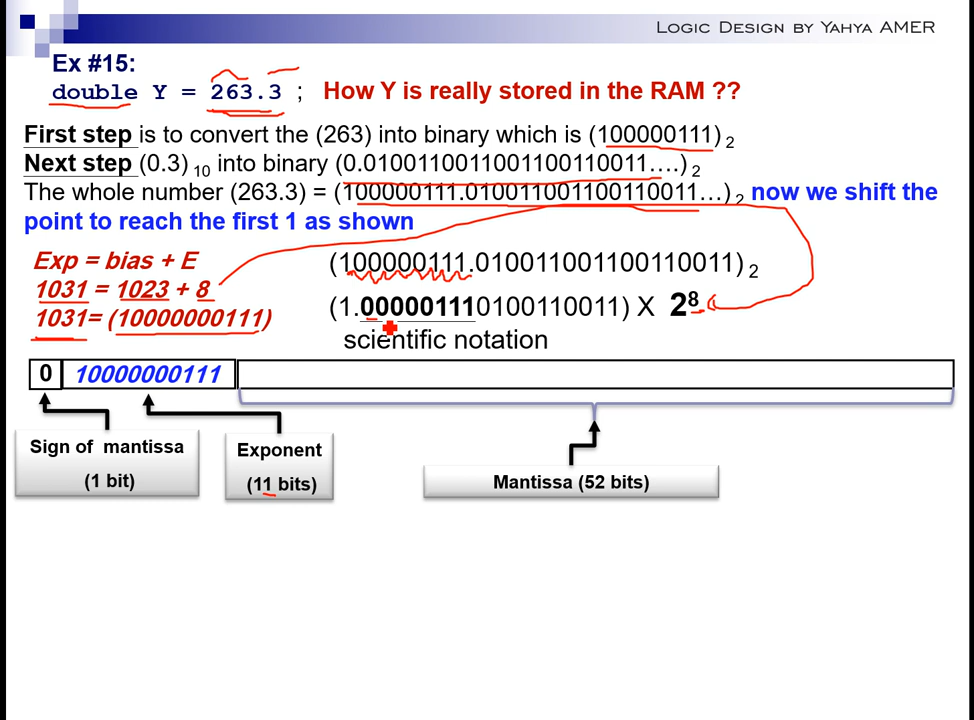 LOGIC DESIGN BY YAHYA AMER
Ex #15:
double Y = 263.3 ; How Y is really stored in the RAM ??
First step is to convert the (263) into binary which is (100000111) 2
Next step (0.3) 10 into binary (0.0100110011001100110011....) 2
The whole number (263.3) = (100000111.010011001100110011...) 2 now we shift the
point to reach the first 1 as shown
Exp = bias + E
1031 = 1023 + 8
1031= (10000000111)
(100000111.010011001100110011) 2
(1.000001110100110011) X 2⁸
scientific notation
0 10000000111
Sign of mantissa
(1 bit)
Exponent
(11 bits)
Mantissa (52 bits)